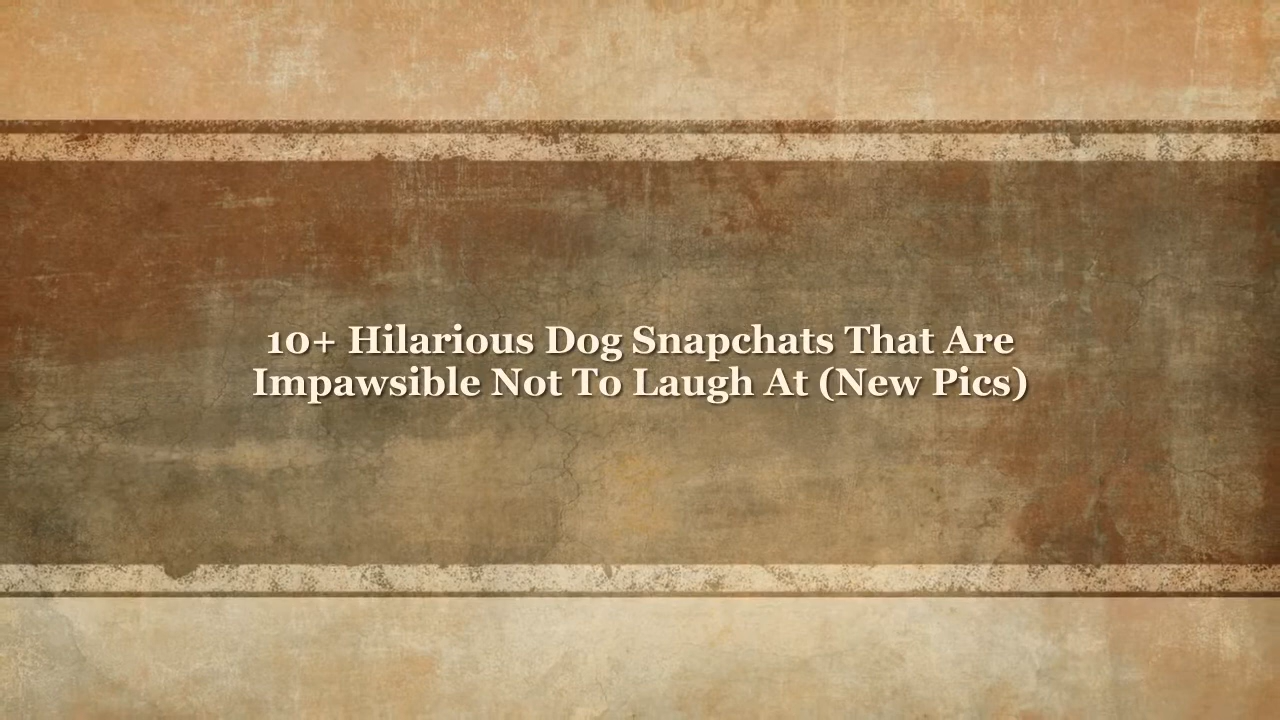 10+ Hilarious Dog Snapchats That Are
Impawsible Not To Laugh At (New Pics)